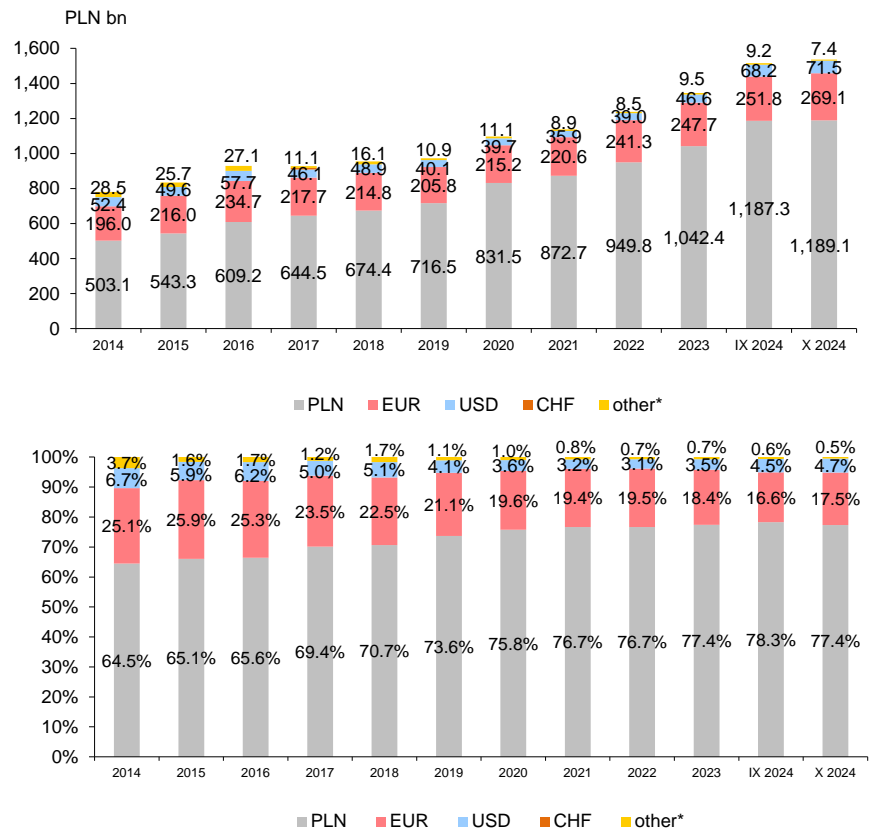 PLN bn
1,600
1,400
1,200
1,000
800
600
400
200
0
28.5 25.7 27.1 11.1 16.1 10.9 11.1 8.9 8.5 9.5 9.2 7.4
52.4 49.6 57.7 46.1 48.9 40.1 39.7 35.9 39.0 46.6 68.2 71.5
196.0 216.0 234.7 217.7 214.8 205.8 215.2 220.6 241.3 247.7 251.8 269.1
503.1 543.3 609.2 644.5 674.4 716.5 831.5 872.7 949.8 1,042.4 1,187.3 1,189.1
2014 2015 2016 2017 2018 2019 2020 2021 2022 2023 IX 2024 X 2024
PLN EUR USD CHF other*
100%
90%
80%
70%
60%
50%
40%
30%
20%
10%
0%
3.7% 1.6% 1.7% 1.2% 1.7% 1.1% 1.0% 0.8% 0.7% 0.7% 0.6% 0.5%
6.7% 5.9% 6.2% 5.0% 5.1% 4.1% 3.6% 3.2% 3.1% 3.5% 4.5% 4.7%
25.1% 25.9% 25.3% 23.5% 22.5% 21.1% 19.6% 19.4% 19.5% 18.4% 16.6% 17.5%
64.5% 65.1% 65.6% 69.4% 70.7% 73.6% 75.8% 76.7% 76.7% 77.4% 78.3% 77.4%
2014 2015 2016 2017 2018 2019 2020 2021 2022 2023 IX 2024 X 2024
PLN EUR USD CHF other*